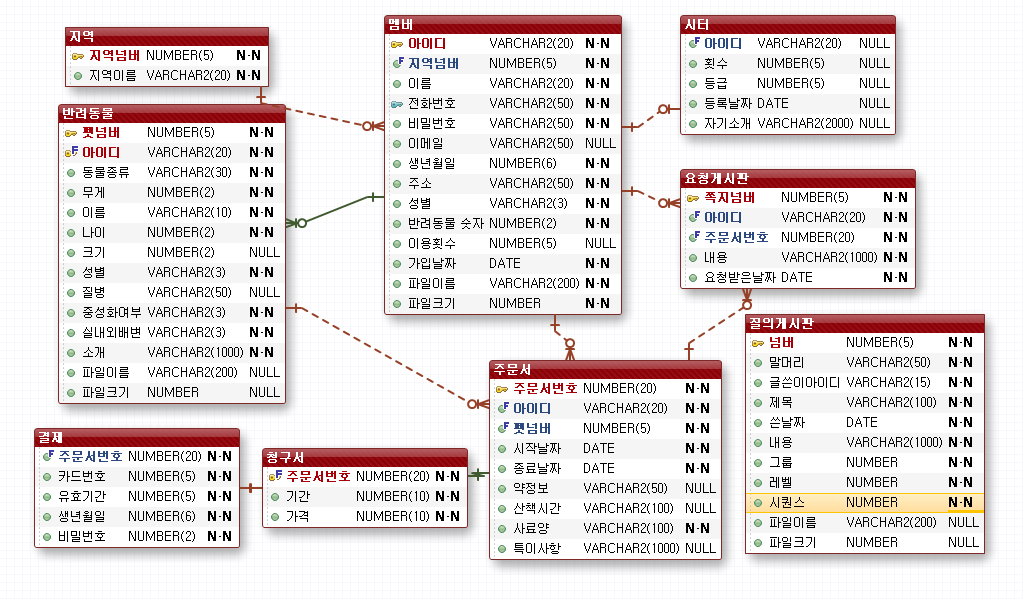 지역
지역넘버 NUMBER(5) N-N
지역이름 VARCHAR2(20) N-N
반려동물
펫넘버 NUMBER(5) N-N
아이디 VARCHAR2(20) N-N
동물종류 VARCHAR2(30) N-N
무게 NUMBER(2) N-N
이름 VARCHAR2(10) N-N
나이 NUMBER(2) N-N
크기 NUMBER(2) NULL
성별 VARCHAR2(3) N-N
질병 VARCHAR2(50) NULL
중성화여부 VARCHAR2(3) N-N
실내외배변 VARCHAR2(3) N-N
소개 VARCHAR2(1000) N-N
파일이름 VARCHAR2(200) NULL
파일크기 NUMBER NULL
멤버
아이디 VARCHAR2(20) N-N
지역넘버 NUMBER(5) N-N
이름 VARCHAR2(20) N-N
전화번호 VARCHAR2(50) N-N
비밀번호 VARCHAR2(50) N-N
이메일 VARCHAR2(50) NULL
생년월일 NUMBER(6) N-N
주소 VARCHAR2(50) N-N
성별 VARCHAR2(3) N-N
반려동물 숫자 NUMBER(2) N-N
이용횟수 NUMBER(5) NULL
가입날짜 DATE N-N
파일이름 VARCHAR2(200) N-N
파일크기 NUMBER N-N
시터
아이디 VARCHAR2(20) NULL
횟수 NUMBER(5) NULL
등급 NUMBER(5) NULL
등록날짜 DATE NULL
자기소개 VARCHAR2(2000) NULL
요청게시판
쪽지넘버 NUMBER(5) N-N
아이디 VARCHAR2(20) N-N
주문서번호 NUMBER(20) N-N
내용 VARCHAR2(1000) N-N
요청받은날짜 DATE N-N
질의게시판
넘버 NUMBER(5) N-N
말머리 VARCHAR2(50) N-N
글쓴이아이디 VARCHAR2(15) N-N
제목 VARCHAR2(100) N-N
쓴날짜 DATE N-N
내용 VARCHAR2(1000) N-N
그룹 NUMBER N-N
레벨 NUMBER N-N
시퀀스 NUMBER N-N
파일이름 VARCHAR2(200) NULL
파일크기 NUMBER NULL
주문서
주문서번호 NUMBER(20) N-N
아이디 VARCHAR2(20) N-N
펫넘버 NUMBER(5) N-N
시작날짜 DATE N-N
종료날짜 DATE N-N
약정보 VARCHAR2(50) NULL
산책시간 VARCHAR2(100) NULL
사료양 VARCHAR2(100) N-N
특이사항 VARCHAR2(1000) NULL
결제
주문서번호 NUMBER(20) N-N
카드번호 NUMBER(5) N-N
유효기간 NUMBER(5) N-N
생년월일 NUMBER(6) N-N
비밀번호 NUMBER(2) N-N
청구서
주문서번호 NUMBER(20) N-N
기간 NUMBER(10) N-N
가격 NUMBER(10) N-N